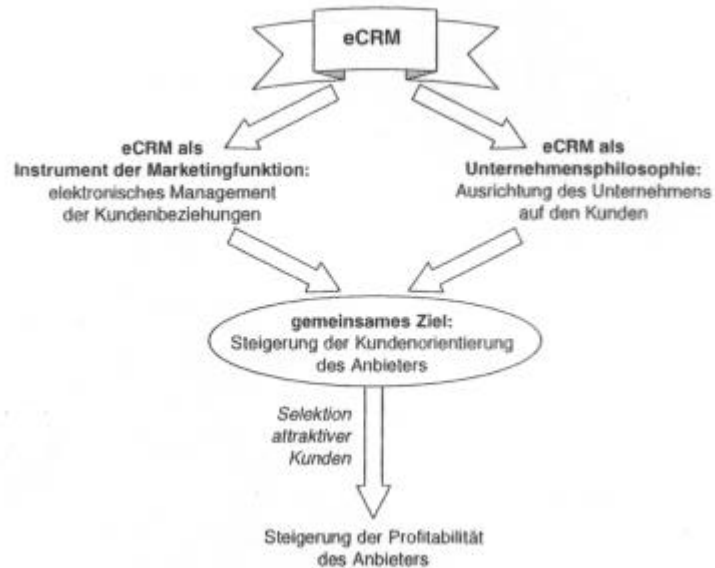 eCRM
eCRM als
Instrument der Marketingfunktion:
elektronisches Management
der Kundenbeziehungen
eCRM als
Unternehmensphilosophie:
Ausrichtung des Unternehmens
auf den Kunden
gemeinsames Ziel:
Steigerung der Kundenorientierung
des Anbieters
Selektion
attraktiver
Kunden
Steigerung der Profitabilität
des Anbieters